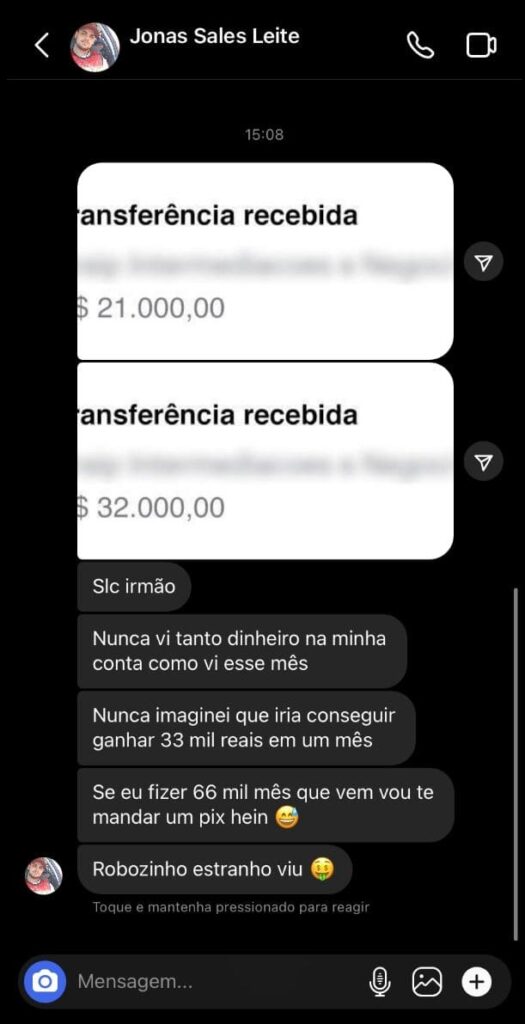 Jonas Sales Leite
15:08
ransferência recebida
$ 21.000,00
ransferência recebida
$ 32.000,00
Slc irmão
Nunca vi tanto dinheiro na minha
conta como vi esse mês
Nunca imaginei que iria conseguir
ganhar 33 mil reais em um mês
Se eu fizer 66 mil mês que vem vou te
mandar um pix hein 😅
Robozinho estranho viu 🤑
Toque e mantenha pressionado para reagir
Mensagem...